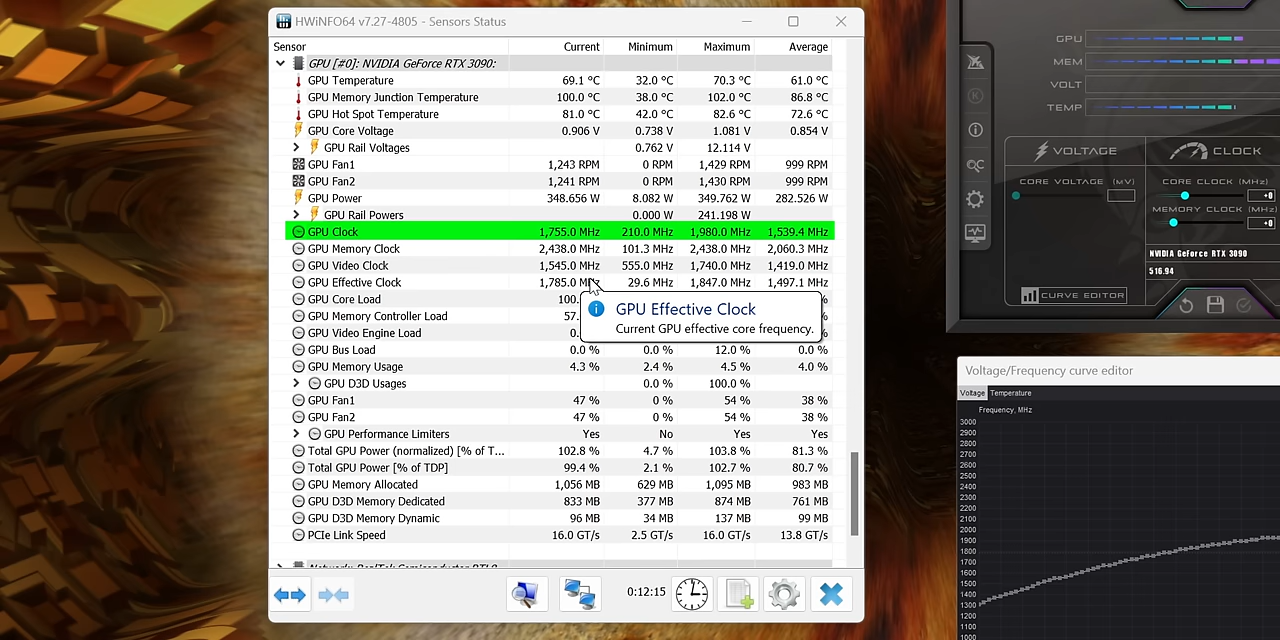 HWiNFO64 v7.27-4805 - Sensors Status
Sensor Current Minimum Maximum Average
GPU [#0]: NVIDIA GeForce RTX 3090:
GPU Temperature 69.1 °C 32.0 °C 70.3 °C 61.0 °C
GPU Memory Junction Temperature 100.0 °C 38.0 °C 102.0 °C 86.8 °C
GPU Hot Spot Temperature 81.0 °C 42.0 °C 82.6 °C 72.6 °C
GPU Core Voltage 0.906 V 0.738 V 1.081 V 0.854 V
GPU Rail Voltages 0.762 V 12.114 V
GPU Fan1 1,243 RPM 0 RPM 1,429 RPM 999 RPM
GPU Fan2 1,241 RPM 0 RPM 1,430 RPM 999 RPM
GPU Power 348.656 W 8.082 W 349.762 W 282.526 W
GPU Rail Powers 0.000 W 241.198 W
GPU Clock 1,755.0 MHz 210.0 MHz 1,980.0 MHz 1,539.4 MHz
GPU Memory Clock 2,438.0 MHz 101.3 MHz 2,438.0 MHz 2,060.3 MHz
GPU Video Clock 1,545.0 MHz 555.0 MHz 1,740.0 MHz 1,419.0 MHz
GPU Effective Clock 1,785.0 MHz 29.6 MHz 1,847.0 MHz 1,497.1 MHz
GPU Core Load 100. %
GPU Memory Controller Load 57. %
GPU Video Engine Load 0. %
GPU Effective Clock
Current GPU effective core frequency.
GPU Bus Load 0.0 % 0.0 % 12.0 % 0.0 %
GPU Memory Usage 4.3 % 2.4 % 4.5 % 4.0 %
GPU D3D Usages 0.0 % 100.0 %
GPU Fan1 47 % 0 % 54 % 38 %
GPU Fan2 47 % 0 % 54 % 38 %
GPU Performance Limiters Yes No Yes Yes
Total GPU Power (normalized) [% of T... 102.8 % 4.7 % 103.8 % 81.3 %
Total GPU Power [% of TDP] 99.4 % 2.1 % 102.7 % 80.7 %
GPU Memory Allocated 1,056 MB 629 MB 1,095 MB 983 MB
GPU D3D Memory Dedicated 833 MB 377 MB 874 MB 761 MB
GPU D3D Memory Dynamic 96 MB 34 MB 137 MB 99 MB
PCIe Link Speed 16.0 GT/s 2.5 GT/s 16.0 GT/s 13.8 GT/s
0:12:15
GPU
MEM
VOLT
TEMP
VOLTAGE
CLOCK
CORE VOLTAGE (MV)
CORE CLOCK (MHz)
+0
MEMORY CLOCK (MHz)
+0
NVIDIA GeForce RTX 3090
516.94
CURVE EDITOR
Voltage/Frequency curve editor
Voltage Temperature
Frequency, MHz
3000
2900
2800
2700
2600
2500
2400
2300
2200
2100
2000
1900
1800
1700
1600
1500
1400
1300
1200
1100
1000